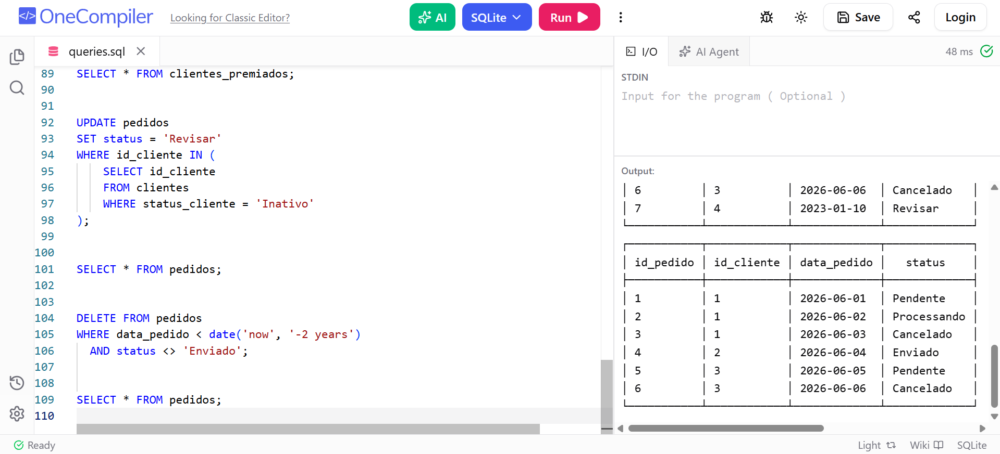 </> OneCompiler
Looking for Classic Editor?
AI
SQLite
Run
Save
Login
queries.sql
89 SELECT * FROM clientes_premiados;
90
91
92 UPDATE pedidos
93 SET status = 'Revisar'
94 WHERE id_cliente IN (
95 SELECT id_cliente
96 FROM clientes
97 WHERE status_cliente = 'Inativo'
98 );
99
100
101 SELECT * FROM pedidos;
102
103
104 DELETE FROM pedidos
105 WHERE data_pedido < date('now', '-2 years')
106 AND status <> 'Enviado';
107
108
109 SELECT * FROM pedidos;
110
I/O
AI Agent
48 ms
STDIN
Input for the program ( Optional )
Output:
│ 6 │ 3 │ 2026-06-06 │ Cancelado │
│ 7 │ 4 │ 2023-01-10 │ Revisar │
│ id_pedido │ id_cliente │ data_pedido │ status │
│ 1 │ 1 │ 2026-06-01 │ Pendente │
│ 2 │ 1 │ 2026-06-02 │ Processando │
│ 3 │ 1 │ 2026-06-03 │ Cancelado │
│ 4 │ 2 │ 2026-06-04 │ Enviado │
│ 5 │ 3 │ 2026-06-05 │ Pendente │
│ 6 │ 3 │ 2026-06-06 │ Cancelado │
Ready
Light
Wiki
SQLite